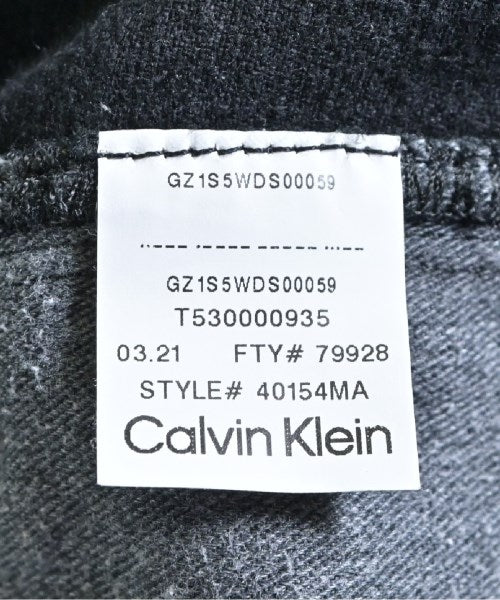 GZ1S5WDS00059
GZ1S5WDS00059
T530000935
03.21 FTY# 79928
STYLE# 40154MA
Calvin Klein